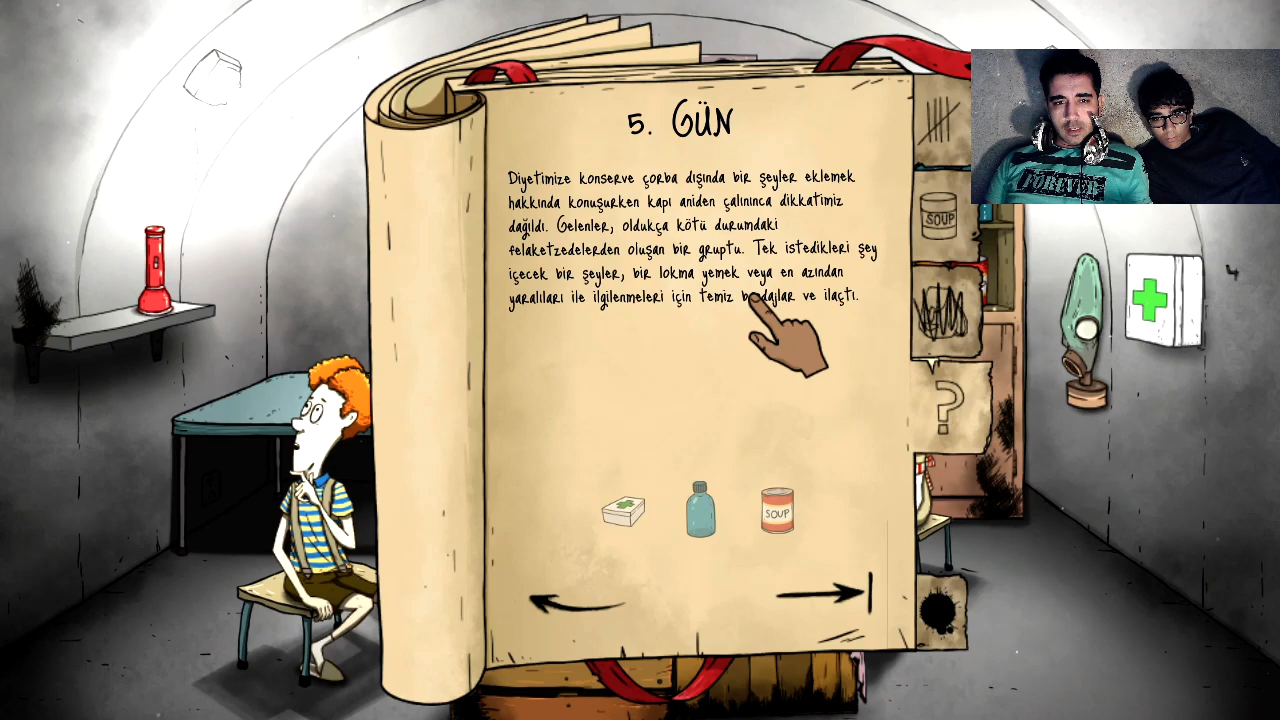 5. GÜN
Diyetimize konserve çorba dışında bir şeyler eklemek
hakkında konuşurken kapı aniden çalınınca dikkatimiz
dağıldı. Gelenler, oldukça kötü durumdaki
felaketzedelerden oluşan bir gruptu. Tek istedikleri şey
içecek bir şeyler, bir lokma yemek veya en azından
yaralıları ile ilgilenmeleri için temiz ve ilaçtı.
SOUP
SOUP
?
FOREVER